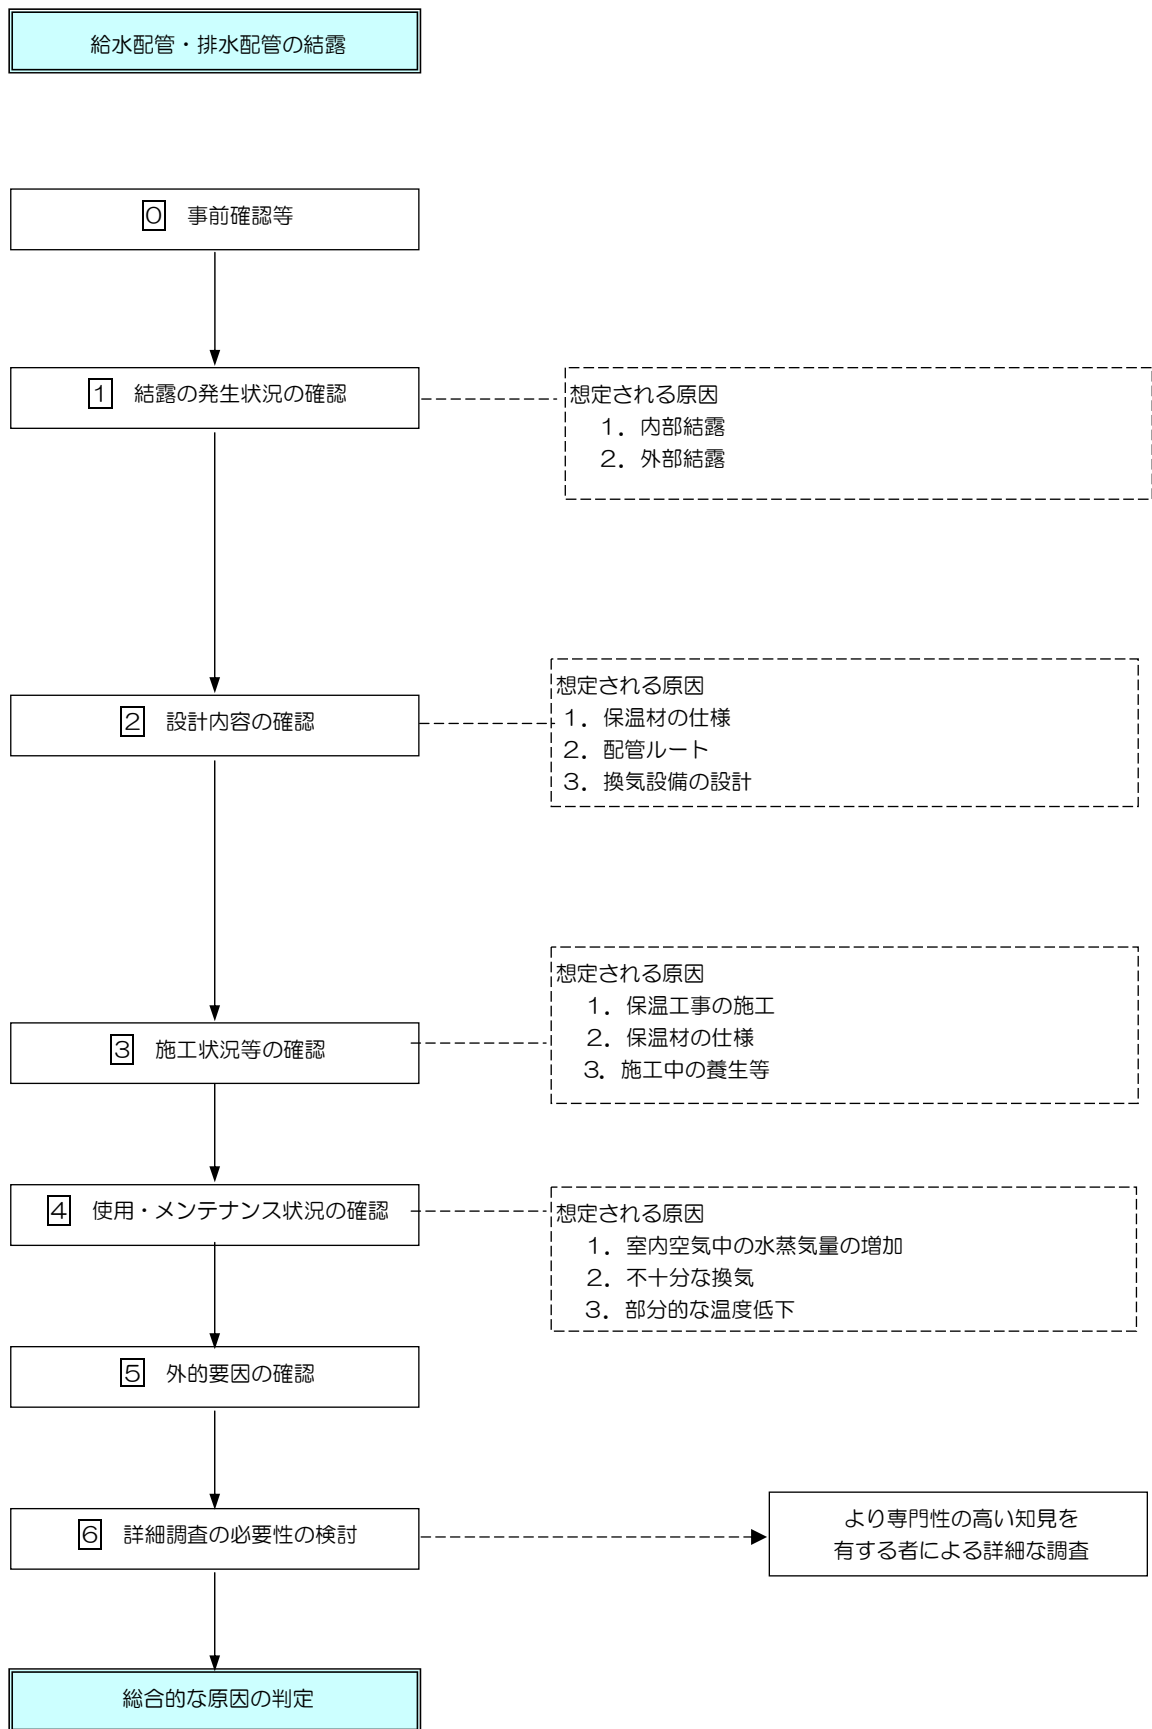 給水配管・排水配管の結露
0 事前確認等
1 結露の発生状況の確認
想定される原因
1．内部結露
2．外部結露
2 設計内容の確認
想定される原因
1．保温材の仕様
2．配管ルート
3．換気設備の設計
3 施工状況等の確認
想定される原因
1．保温工事の施工
2．保温材の仕様
3．施工中の養生等
4 使用・メンテナンス状況の確認
想定される原因
1．室内空気中の水蒸気量の増加
2．不十分な換気
3．部分的な温度低下
5 外的要因の確認
6 詳細調査の必要性の検討
より専門性の高い知見を
有する者による詳細な調査
総合的な原因の判定